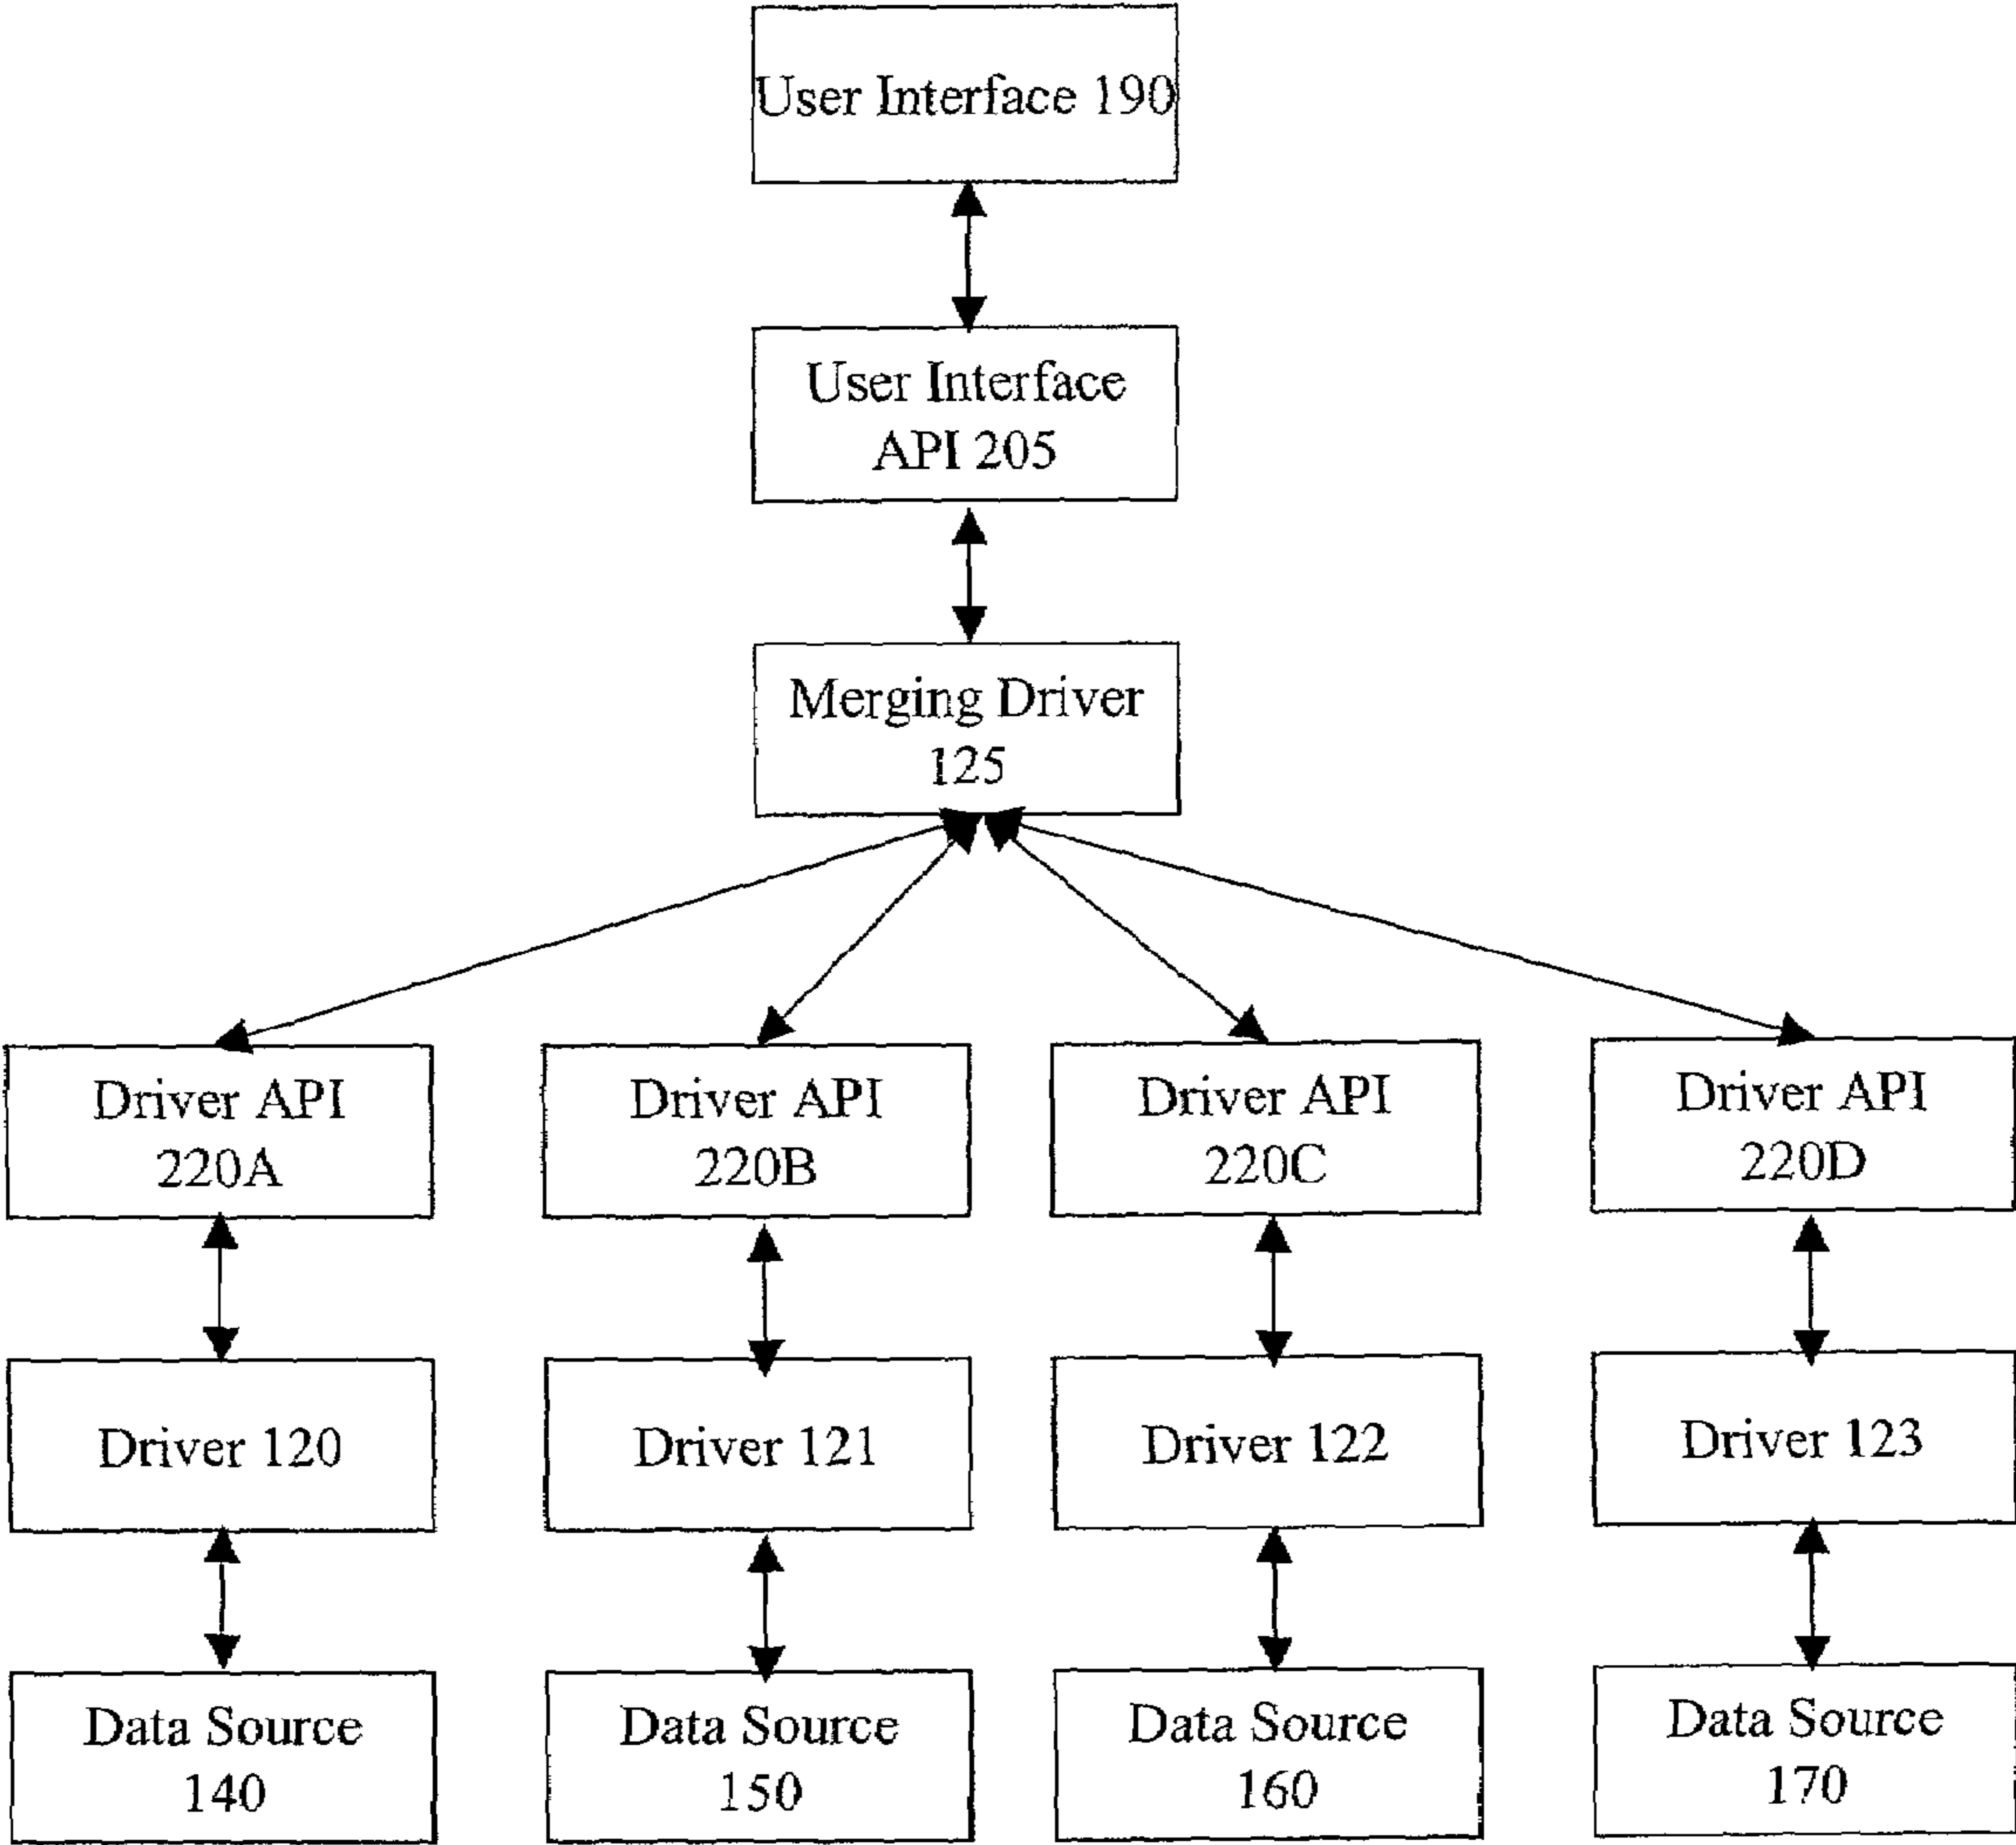 User Interface 190
User Interface
API 205
Merging Driver
125
Driver API
220A
Driver API
220B
Driver API
220C
Driver API
220D
Driver 120
Driver 121
Driver 122
Driver 123
Data Source
140
Data Source
150
Data Source
160
Data Source
170